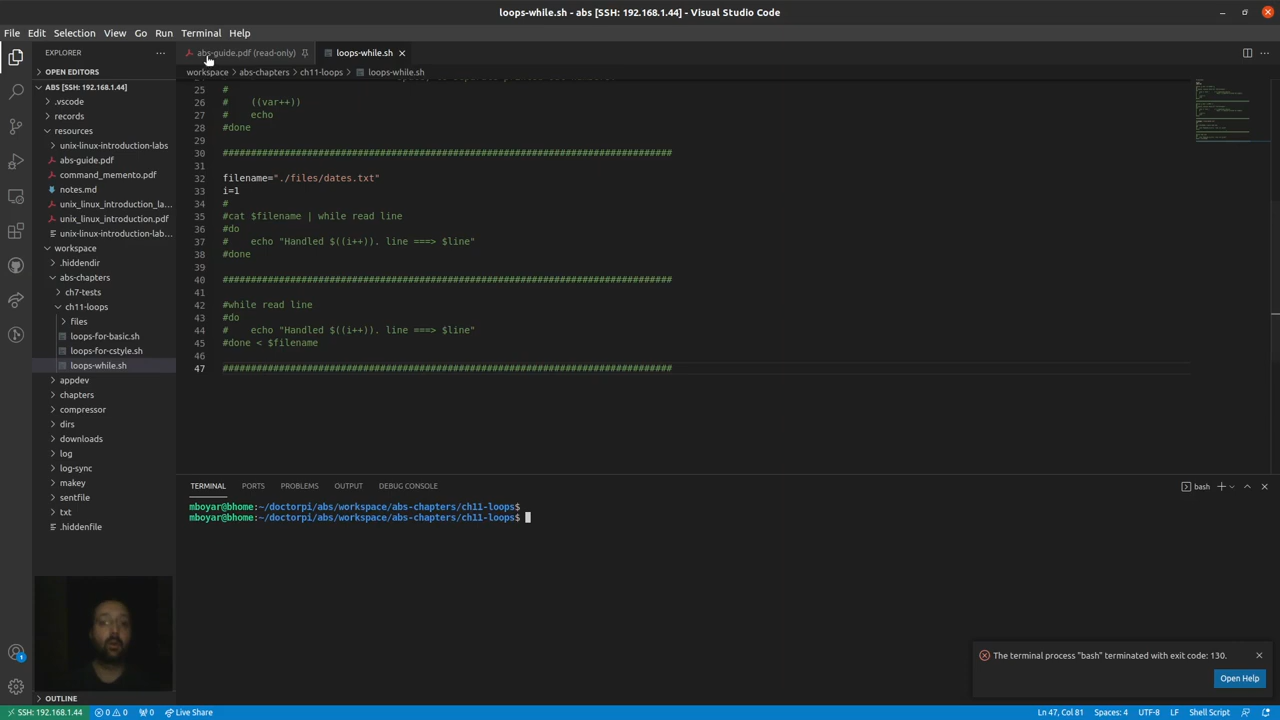 loops-while.sh - abs [SSH: 192.168.1.44] - Visual Studio Code
File Edit Selection View Go Run Terminal Help
EXPLORER
abs-guide.pdf (read-only)
loops-while.sh
OPEN EDITORS
workspace > abs-chapters > ch11-loops > loops-while.sh
ABS [SSH: 192.168.1.44]
.vscode
records
resources
unix-linux-introduction-labs
abs-guide.pdf
command_memento.pdf
notes.md
unix_linux_introduction_la...
unix_linux_introduction.pdf
unix-linux-introduction-lab...
workspace
.hiddendir
abs-chapters
ch7-tests
ch11-loops
files
loops-for-basic.sh
loops-for-cstyle.sh
loops-while.sh
appdev
chapters
compressor
dirs
downloads
log
log-sync
makey
sentfile
txt
.hiddenfile
OUTLINE
25 #
26 #    ((var++))
27 #    echo
28 #done
29
30 ################################################################################
31
32 filename="./files/dates.txt"
33 i=1
34 #
35 #cat $filename | while read line
36 #do
37 #    echo "Handled $((i++)). line ===> $line"
38 #done
39
40 ################################################################################
41
42 #while read line
43 #do
44 #    echo "Handled $((i++)). line ===> $line"
45 #done < $filename
46
47 ################################################################################
TERMINAL PORTS PROBLEMS OUTPUT DEBUG CONSOLE
bash
mboyar@bhome:~/doctorpi/abs/workspace/abs-chapters/ch11-loops$
mboyar@bhome:~/doctorpi/abs/workspace/abs-chapters/ch11-loops$
The terminal process "bash" terminated with exit code: 130.
Open Help
1
SSH: 192.168.1.44 0 0 0 Live Share Ln 47, Col 81 Spaces: 4 UTF-8 LF Shell Script